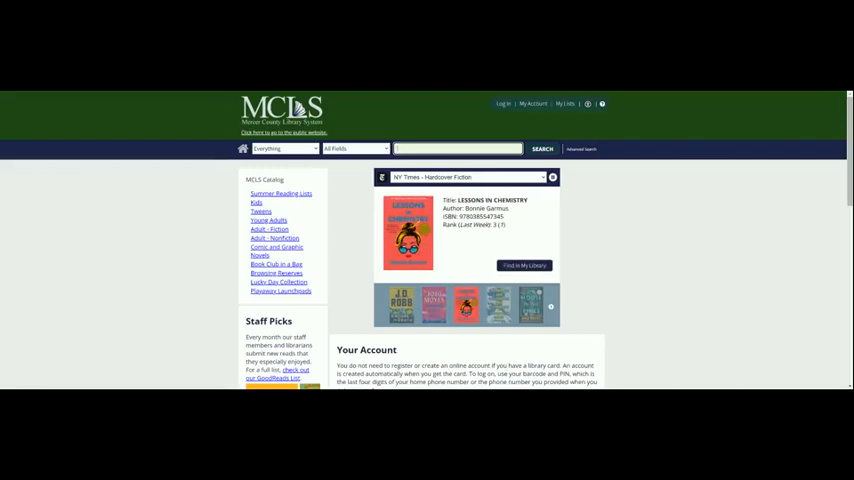 MCLS
Mercer County Library System
Click here to go to the public website.
Log In | My Account | My Lists
Everything
All Fields
SEARCH
Advanced Search
MCLS Catalog
Summer Reading Lists
Kids
Tweens
Young Adults
Adult - Fiction
Adult - Nonfiction
Comic and Graphic
Novels
Book Club in a Bag
Browsing Reserves
Lucky Day Collection
Playaway Launchpads
NY Times - Hardcover Fiction
LESSONS IN
CHEMISTRY
Title: LESSONS IN CHEMISTRY
Author: Bonnie Garmus
ISBN: 9780385547345
Rank (Last Week): 3 (7)
Find in My Library
J.D.
ROBB
JOJO
MOYES
Staff Picks
Every month our staff
members and librarians
submit new reads that
they especially enjoyed.
For a full list, check out
our GoodReads List.
Your Account
You do not need to register or create an online account if you have a library card. An account
is created automatically when you get the card. To log on, use your barcode and PIN, which is
the last four digits of your home phone number or the phone number you provided when you